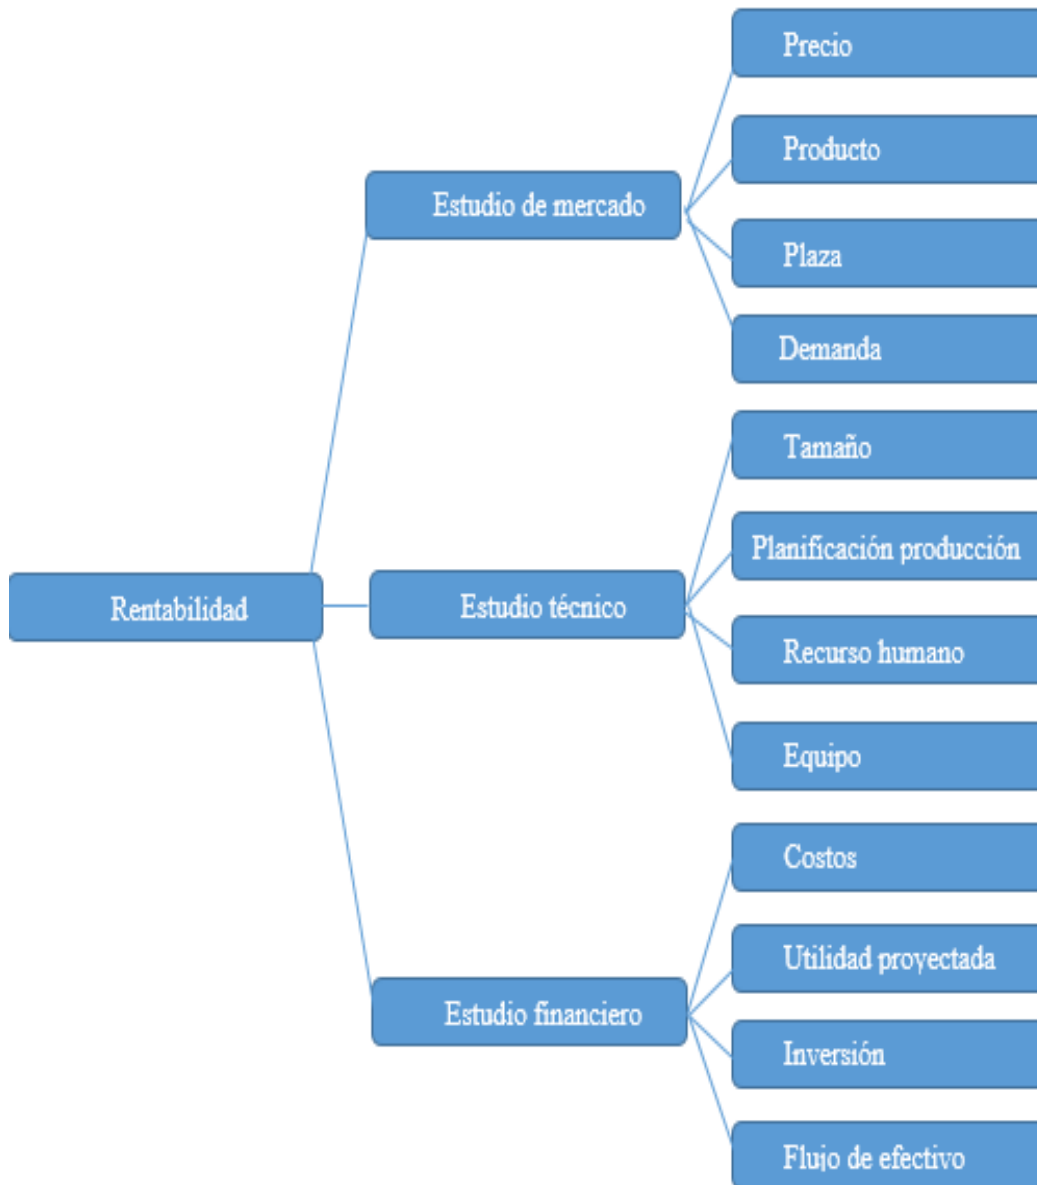 Rentabilidad
Estudio de mercado
Precio
Producto
Plaza
Demanda
Estudio técnico
Tamaño
Planificación producción
Recurso humano
Equipo
Estudio financiero
Costos
Utilidad proyectada
Inversión
Flujo de efectivo